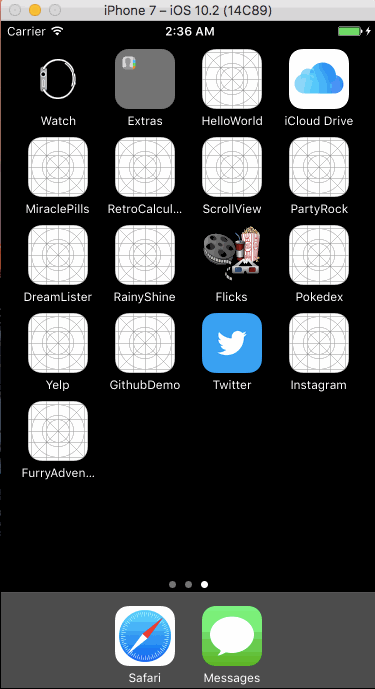 iPhone 7 – iOS 10.2 (14C89)
Carrier 2:36 AM
Watch Extras HelloWorld iCloud Drive
MiraclePills RetroCalcul... ScrollView PartyRock
DreamLister RainyShine Flicks Pokedex
Yelp GithubDemo Twitter Instagram
FurryAdven...
Safari Messages